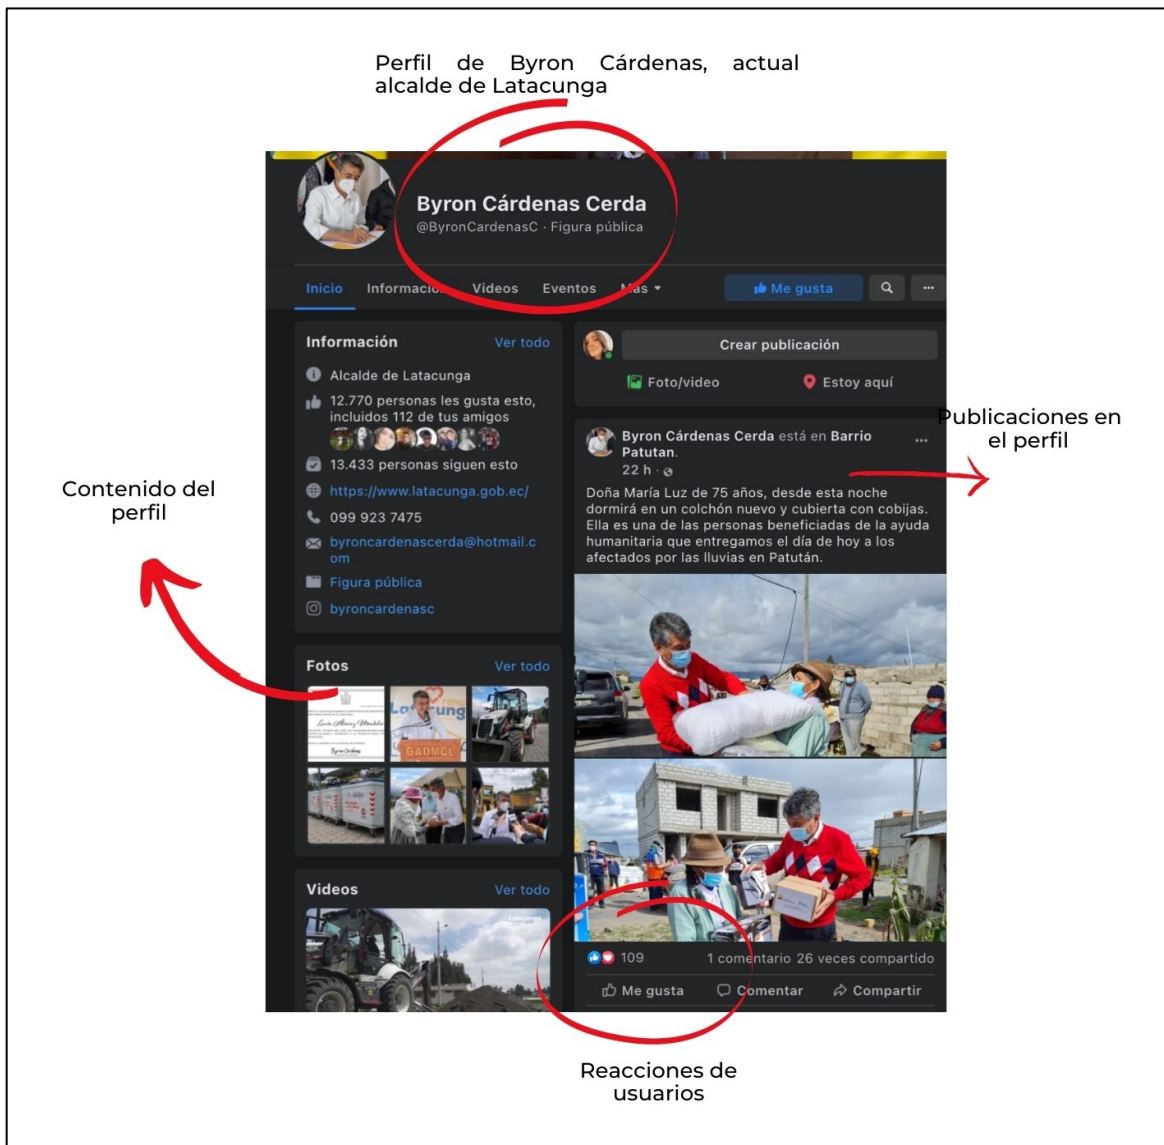 Perfil de Byron Cárdenas, actual
alcalde de Latacunga
Byron Cárdenas Cerda
@ByronCardenasC · Figura pública
Inicio
Información
Videos
Eventos
Más
Me gusta
Información
Ver todo
Alcalde de Latacunga
12.770 personas les gusta esto,
incluidos 112 de tus amigos
13.433 personas siguen esto
https://www.latacunga.gob.ec/
099 923 7475
byroncardenascerda@hotmail.c
om
Figura pública
byroncardenasc
Contenido del
perfil
Fotos
Ver todo
GADMCL
Videos
Ver todo
Crear publicación
Foto/video
Estoy aquí
Publicaciones en
el perfil
Byron Cárdenas Cerda está en Barrio
Patutan.
22 h ·
Doña María Luz de 75 años, desde esta noche
dormirá en un colchón nuevo y cubierta con cobijas.
Ella es una de las personas beneficiadas de la ayuda
humanitaria que entregamos el día de hoy a los
afectados por las lluvias en Patután.
109
1 comentario 26 veces compartido
Me gusta
Comentar
Compartir
Reacciones de
usuarios